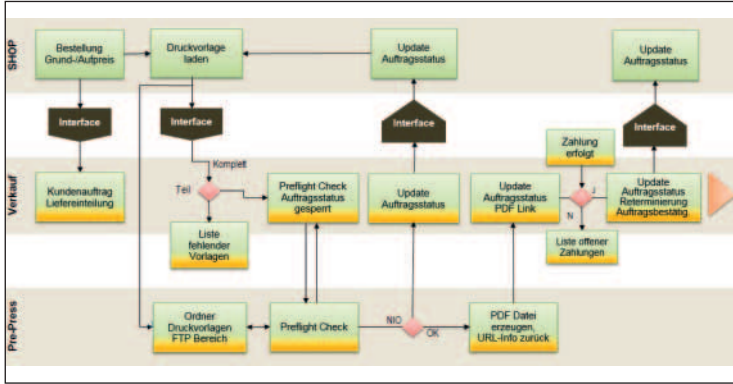 SHOP
Bestellung
Grund-/Aufpreis
Druckvorlage
laden
Update
Auftragsstatus
Update
Auftragsstatus
Interface
Interface
Interface
Interface
Verkauf
Kundenauftrag
Liefereinteilung
Komplett
Teil
Liste
fehlender
Vorlagen
Preflight Check
Auftragsstatus
gesperrt
Update
Auftragsstatus
Update
Auftragsstatus
PDF Link
Zahlung
erfolgt
J
N
Liste offener
Zahlungen
Update
Auftragsstatus
Reterminierung
Auftragsbestätig.
Pre-Press
Ordner
Druckvorlagen
FTP Bereich
Preflight Check
NIO
OK
PDF Datei
erzeugen,
URL-Info zurück